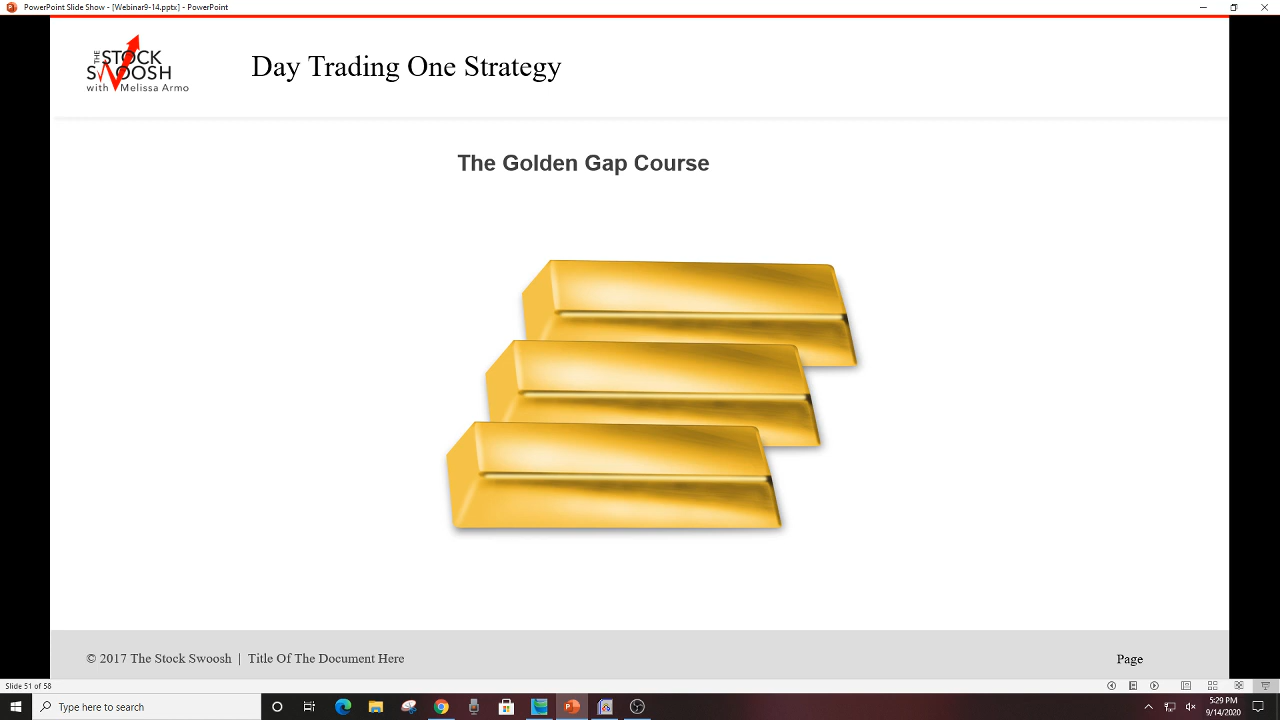 PowerPoint Slide Show - [Webinar9-14.pptx] - PowerPoint
THE
STOCK
SWOOSH
with Melissa Armo
Day Trading One Strategy
The Golden Gap Course
© 2017 The Stock Swoosh | Title Of The Document Here
Page
Slide 51 of 58
Type here to search
5:29 PM
9/14/2020